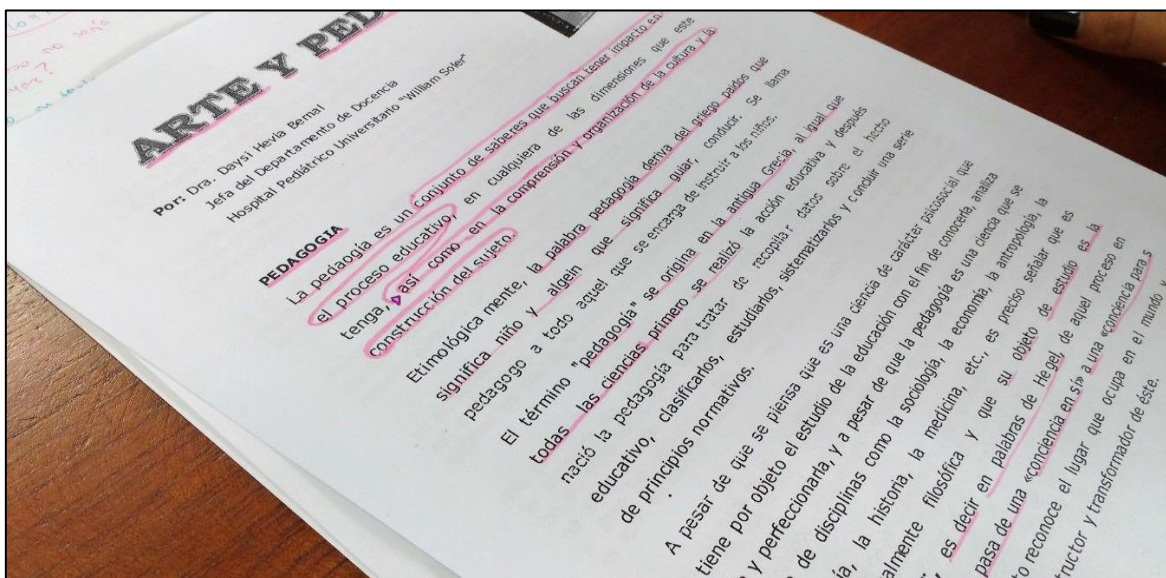 ARTE Y
Por: Dra. Daysi Hevia Bernal
Jefa del Departamento de Docencia
Hospital Pediátrico Universitario "William Soler"
PEDAGOGIA
La pedagogía es un conjunto de saberes que buscan tener impacto en
el proceso educativo, en cualquiera de las dimensiones que este
tenga, así como en la comprensión y organización de la cultura y la
construcción del sujeto.
Etimológica mente, la palabra pedagogía deriva del griego paidos que
significa niño y algein que significa guiar, conducir. Se llama
pedagogo a todo aquel que se encarga de instruir a los niños.
El término "pedagogía" se origina en la antigua Grecia, al igual que
todas las ciencias primero se realizó la acción educativa y después
nació la pedagogía para tratar de recopilar datos sobre el hecho
educativo, clasificarlos, estudiarlos, sistematizarlos y concluir una serie
de principios normativos.
A pesar de que se piensa que es una ciencia de carácter psicosocial que
tiene por objeto el estudio de la educación con el fin de conocerla, analiza
y perfeccionarla, y a pesar de que la pedagogía es una ciencia que se
de disciplinas como la sociología, la economía, la antropología, la
la historia, la medicina, etc., es preciso señalar que es
filosófica y que su objeto de estudio es la
es decir en palabras de Hegel, de aquel proceso en
pasa de una «conciencia en sí» a una «conciencia para s
reconoce el lugar que ocupa en el mundo y
y transformador de éste.